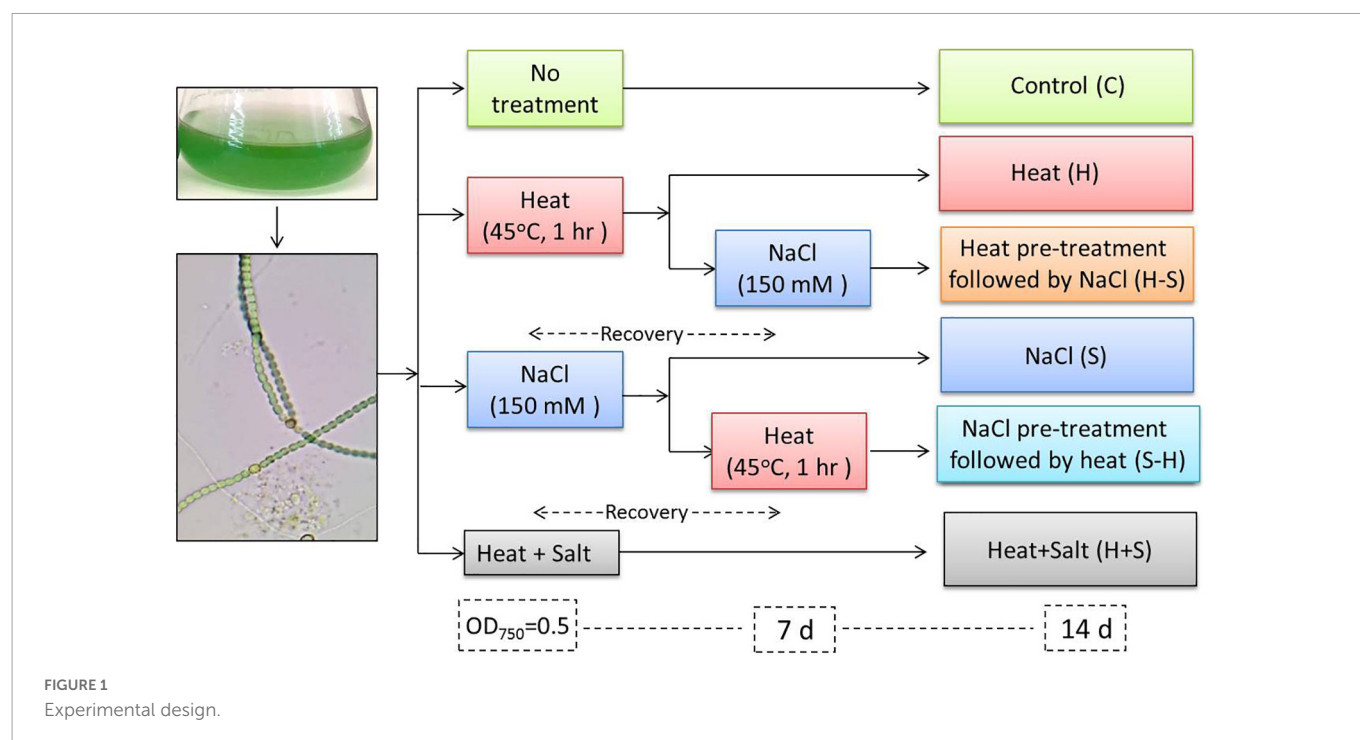 No
treatment
Control (C)
Heat
(45°C, 1 hr )
Heat (H)
NaCl
(150 mM )
Heat pre-treatment
followed by NaCl (H-S)
Recovery
NaCl
(150 mM )
NaCl (S)
Heat
(45°C, 1 hr )
NaCl pre-treatment
followed by heat (S-H)
Recovery
Heat + Salt
Heat+Salt (H+S)
OD₇₅₀=0.5
7 d
14 d
FIGURE 1
Experimental design.